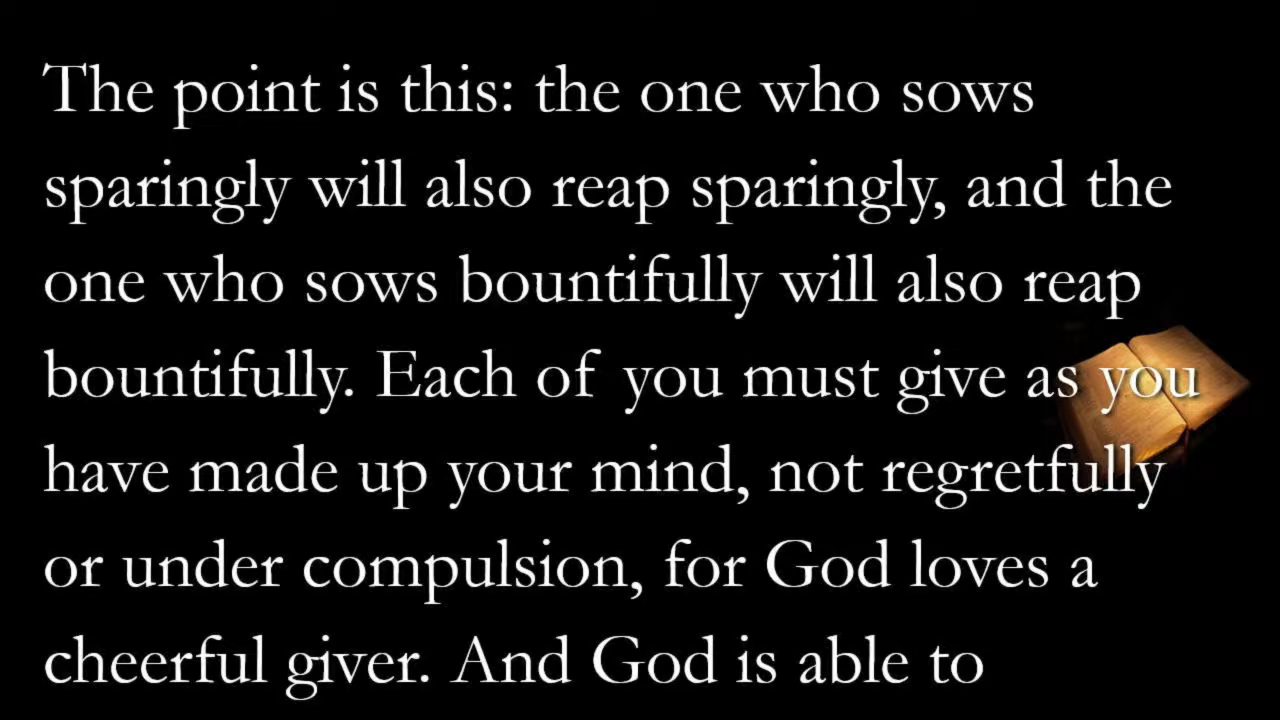 The point is this: the one who sows
sparingly will also reap sparingly, and the
one who sows bountifully will also reap
bountifully. Each of you must give as you
have made up your mind, not regretfully
or under compulsion, for God loves a
cheerful giver. And God is able to